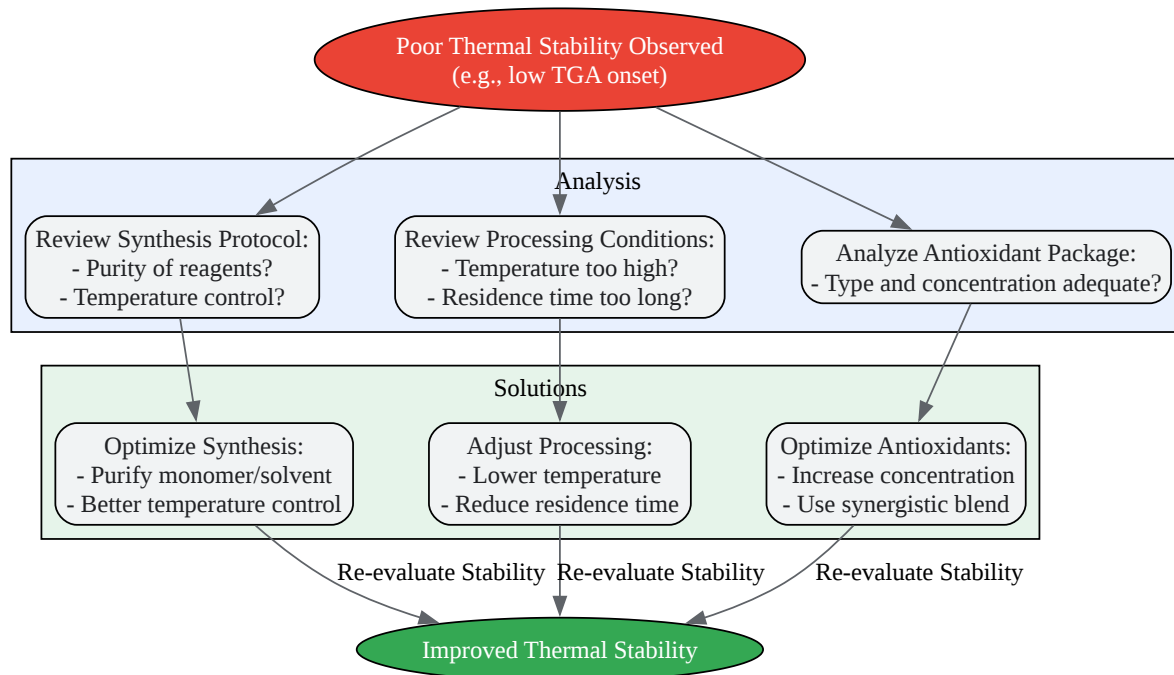 Poor Thermal Stability Observed
(e.g., low TGA onset)
Analysis
Review Synthesis Protocol:
- Purity of reagents?
- Temperature control?
Review Processing Conditions:
- Temperature too high?
- Residence time too long?
Analyze Antioxidant Package:
- Type and concentration adequate?
Solutions
Optimize Synthesis:
- Purify monomer/solvent
- Better temperature control
Adjust Processing:
- Lower temperature
- Reduce residence time
Optimize Antioxidants:
- Increase concentration
- Use synergistic blend
Re-evaluate Stability
Re-evaluate Stability
Re-evaluate Stability
Improved Thermal Stability